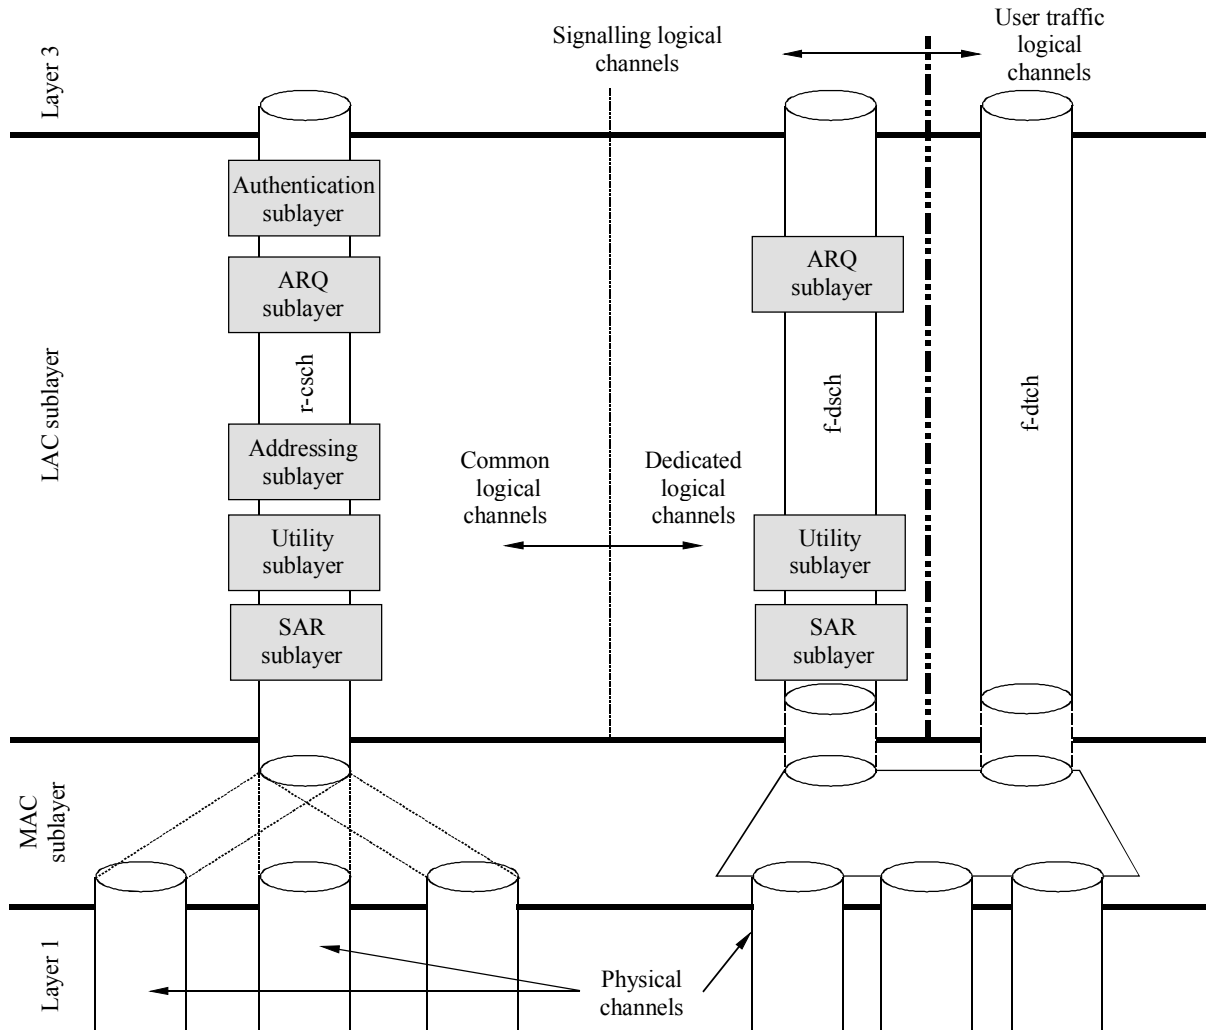 Layer 3
Signalling logical
channels
User traffic
logical
channels
LAC sublayer
Authentication
sublayer
ARQ
sublayer
r-csch
Addressing
sublayer
Utility
sublayer
SAR
sublayer
Common
logical
channels
Dedicated
logical
channels
ARQ
sublayer
f-dsch
Utility
sublayer
SAR
sublayer
f-dtch
MAC
sublayer
Layer 1
Physical
channels